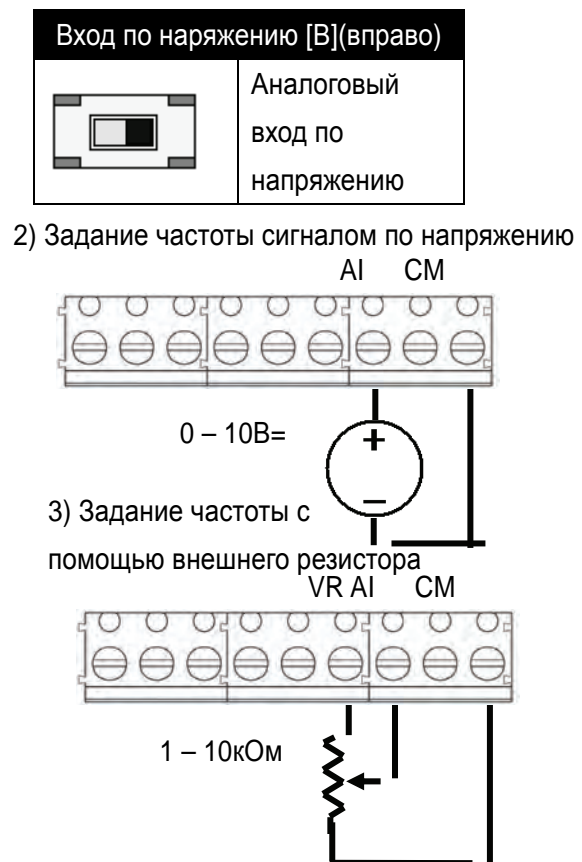 Вход по наряжению [В](вправо)
Аналоговый
вход по
напряжению
2) Задание частоты сигналом по напряжению
AI CM
0 – 10В=
+
–
3) Задание частоты с
помощью внешнего резистора
VR AI CM
1 – 10кОм